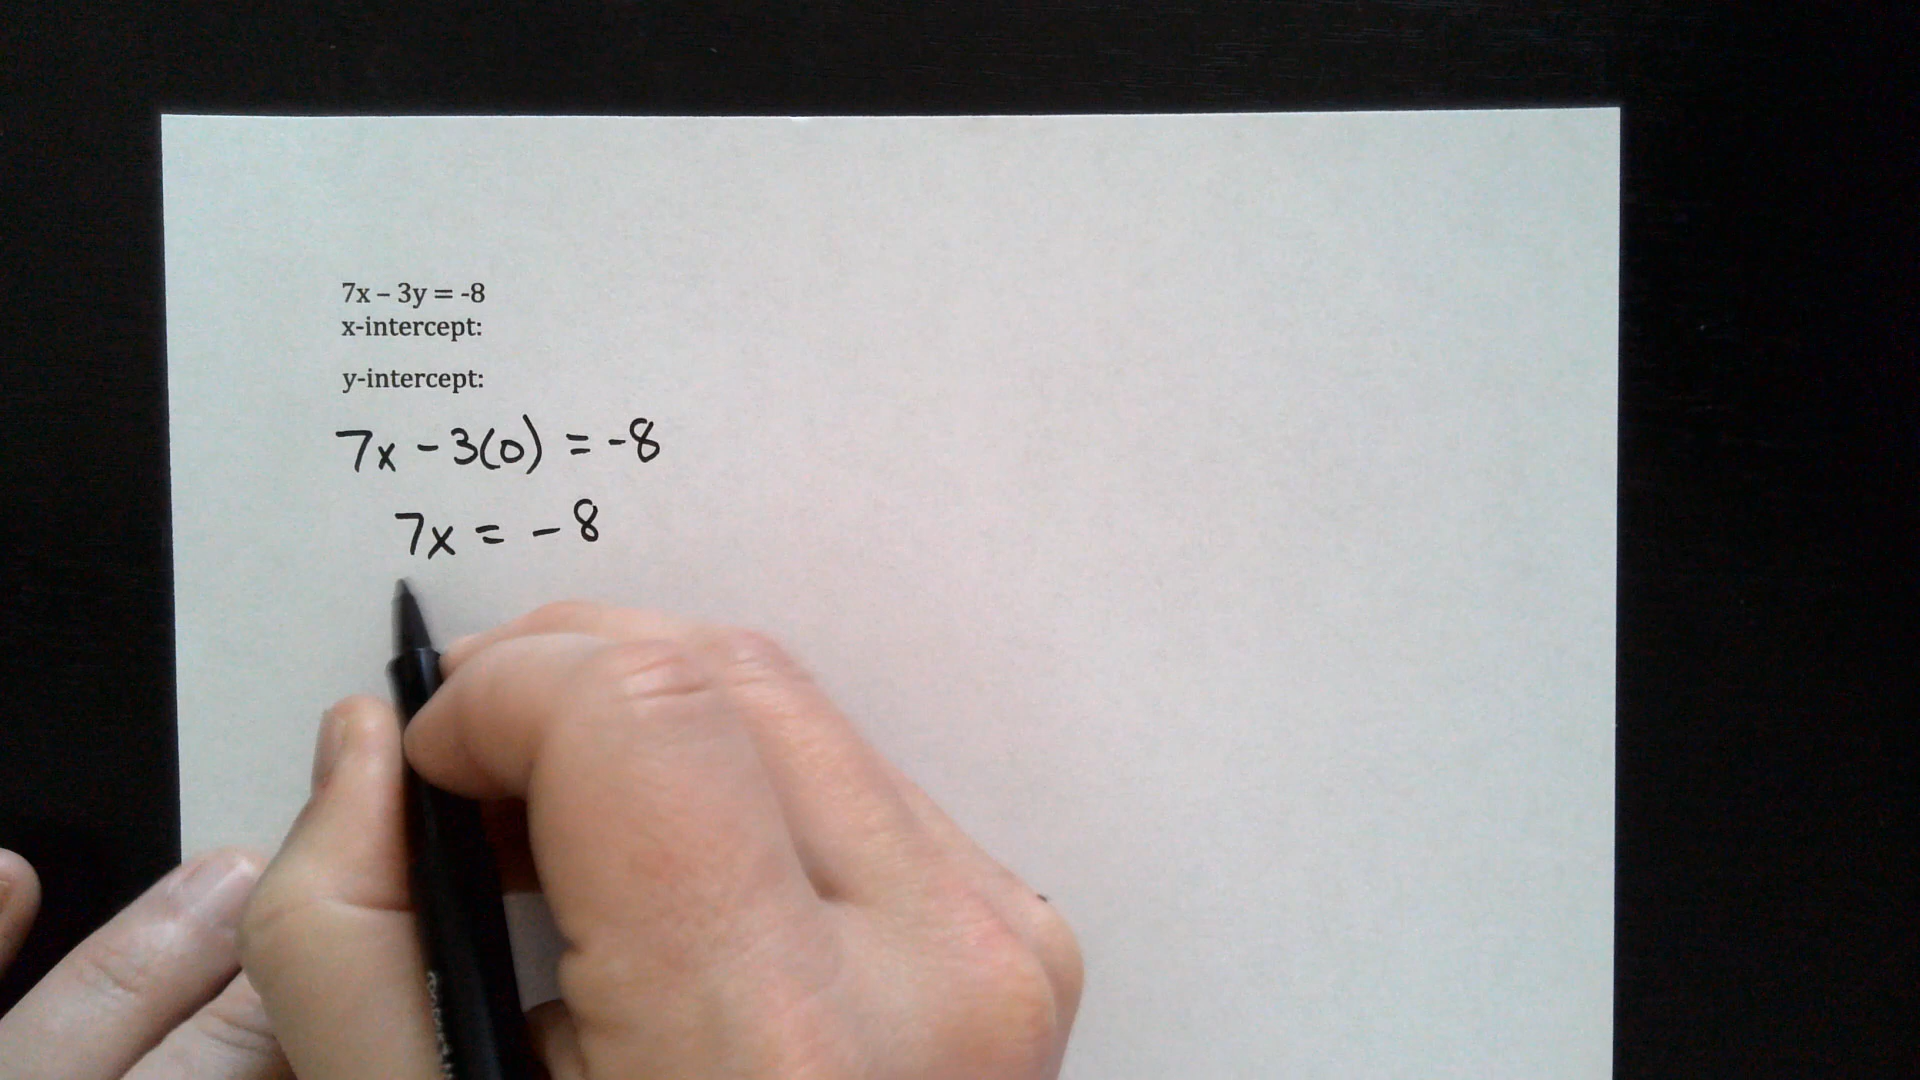 7x – 3y = -8
x-intercept:
y-intercept:
7x - 3(0) = -8
7x = -8